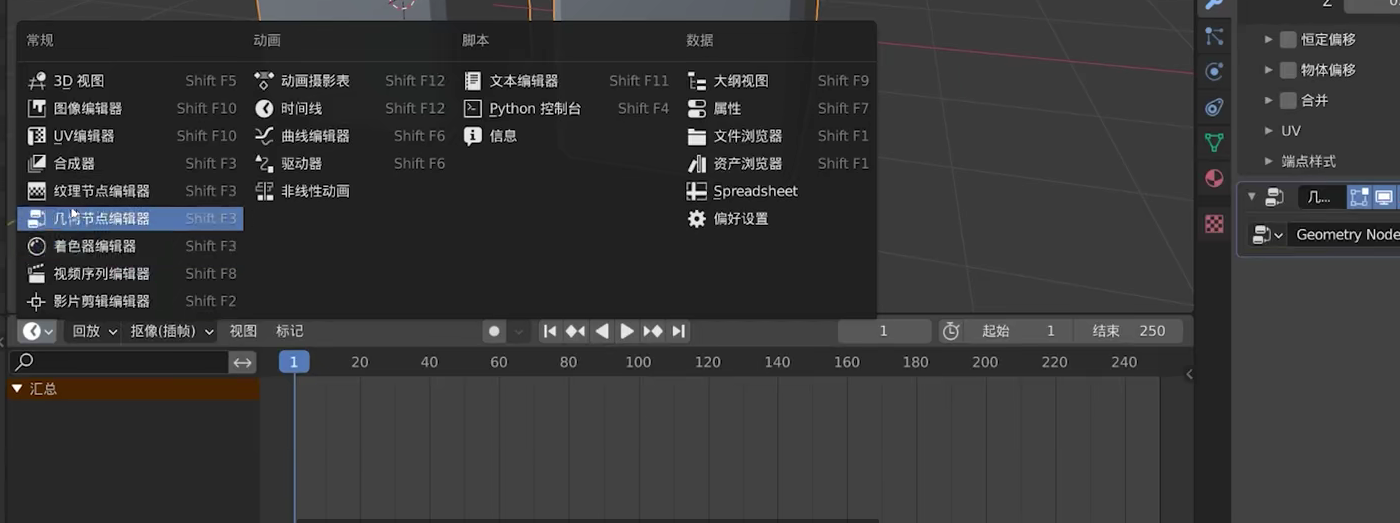 常规
3D 视图 Shift F5
图像编辑器 Shift F10
UV编辑器 Shift F10
合成器 Shift F3
纹理节点编辑器 Shift F3
几何节点编辑器 Shift F3
着色器编辑器 Shift F3
视频序列编辑器 Shift F8
影片剪辑编辑器 Shift F2
动画
动画摄影表 Shift F12
时间线 Shift F12
曲线编辑器 Shift F6
驱动器 Shift F6
非线性动画
脚本
文本编辑器 Shift F11
Python 控制台 Shift F4
信息
数据
大纲视图 Shift F9
属性 Shift F7
文件浏览器 Shift F1
资产浏览器 Shift F1
Spreadsheet
偏好设置
Z
恒定偏移
物体偏移
合并
UV
端点样式
几...
Geometry Node
回放 抠像(插帧) 视图 标记 1 起始 1 结束 250
1 20 40 60 80 100 120 140 160 180 200 220 240
汇总